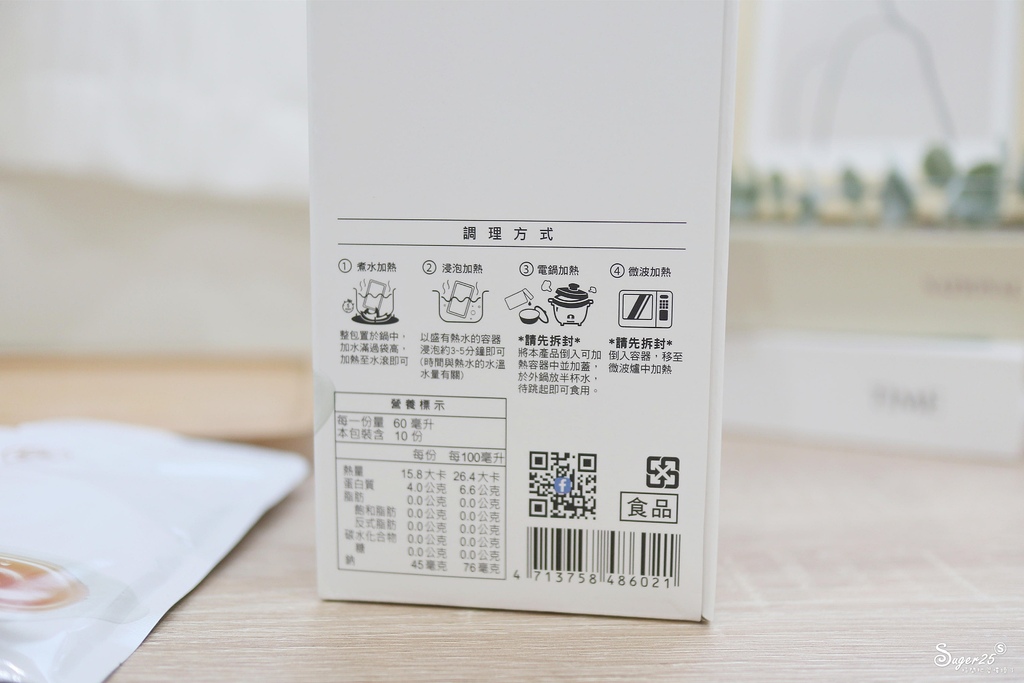 調理方式
① 煮水加熱
整包置於鍋中，
加水滿過袋高，
加熱至水滾即可
② 浸泡加熱
以盛有熱水的容器
浸泡約3-5分鐘即可
(時間與熱水的水溫
水量有關)
③ 電鍋加熱
*請先拆封*
將本產品倒入可加
熱容器中並加蓋，
於外鍋放半杯水，
待跳起即可食用。
④ 微波加熱
*請先拆封*
倒入容器，移至
微波爐中加熱
營養標示
每一份量 60 毫升
本包裝含 10 份
每份 每100毫升
熱量 15.8 大卡 26.4 大卡
蛋白質 4.0 公克 6.6 公克
脂肪 0.0 公克 0.0 公克
飽和脂肪 0.0 公克 0.0 公克
反式脂肪 0.0 公克 0.0 公克
碳水化合物 0.0 公克 0.0 公克
糖 0.0 公克 0.0 公克
鈉 45 毫克 76 毫克
食品
4 713758 486021
TIME
Suger25